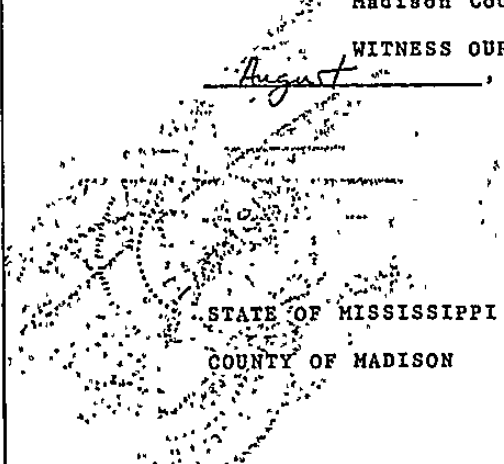 Madison Cou
WITNESS OUR
August,
STATE OF MISSISSIPPI
COUNTY OF MADISON